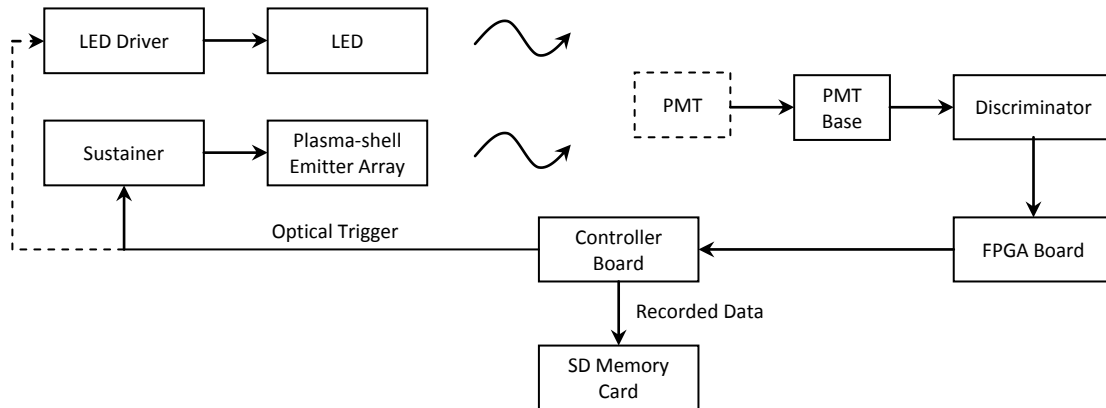 LED Driver
LED
PMT
PMT
Base
Discriminator
Sustainer
Plasma-shell
Emitter Array
Optical Trigger
Controller
Board
FPGA Board
Recorded Data
SD Memory
Card